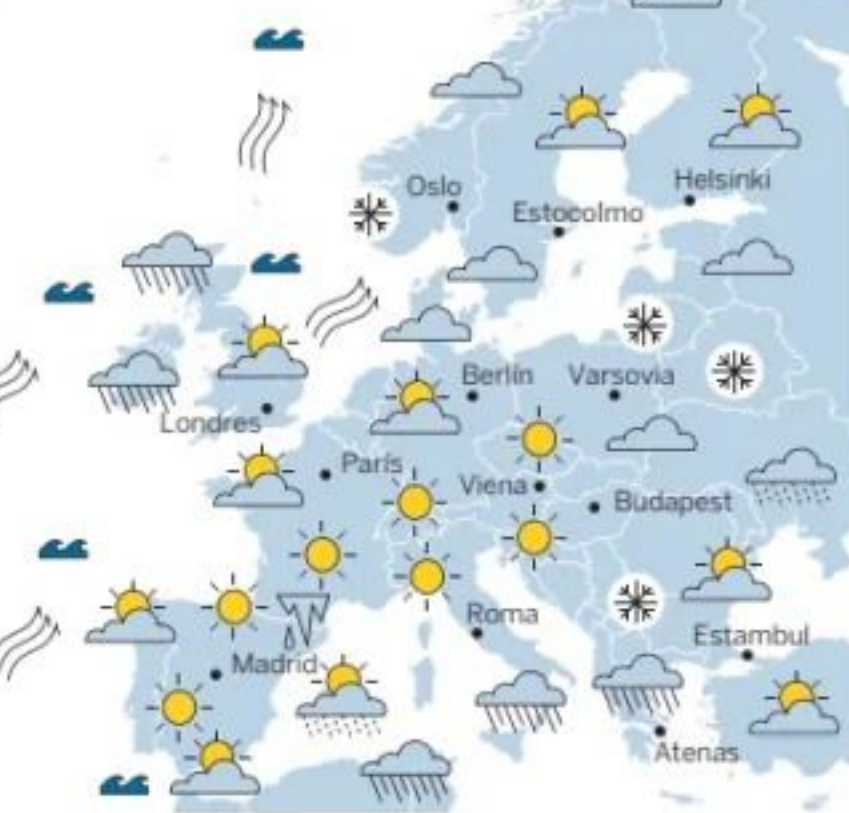 Helsinki
Oslo
Estocolmo
Berlín
Varsovia
Londres
París
Viena
Budapest
Roma
Estambul
Madrid
Atenas